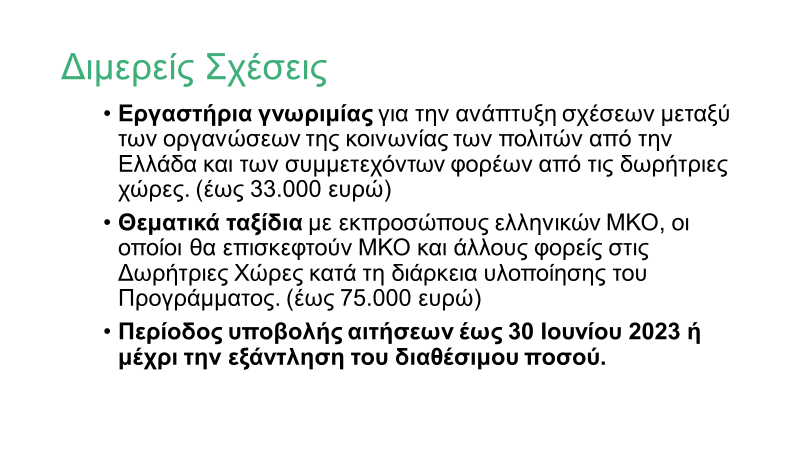 Διμερείς Σχέσεις
• Εργαστήρια γνωριμίας για την ανάπτυξη σχέσεων μεταξύ
των οργανώσεων της κοινωνίας των πολιτών από την
Ελλάδα και των συμμετεχόντων φορέων από τις δωρήτριες
χώρες. (έως 33.000 ευρώ)
• Θεματικά ταξίδια με εκπροσώπους ελληνικών ΜΚΟ, οι
οποίοι θα επισκεφτούν ΜΚΟ και άλλους φορείς στις
Δωρήτριες Χώρες κατά τη διάρκεια υλοποίησης του
Προγράμματος. (έως 75.000 ευρώ)
• Περίοδος υποβολής αιτήσεων έως 30 Ιουνίου 2023 ή
μέχρι την εξάντληση του διαθέσιμου ποσού.